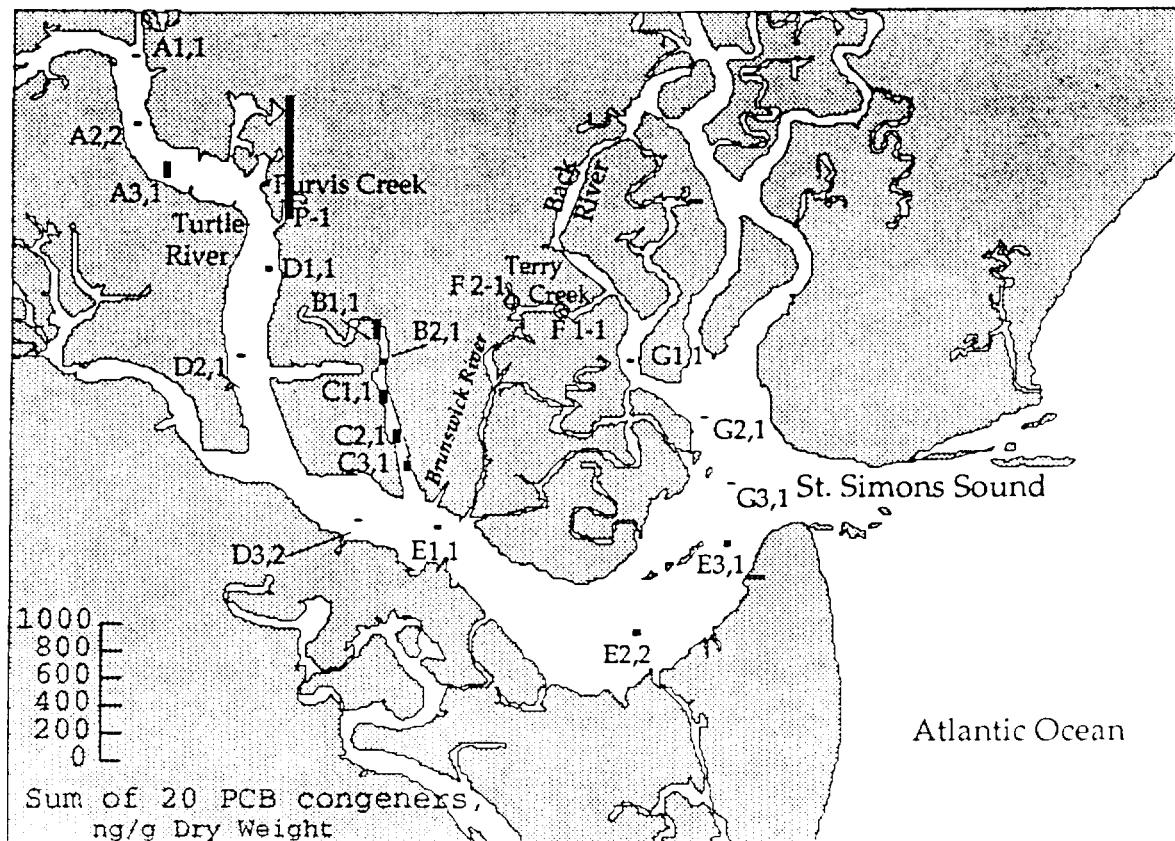 A1,1
A2,2
A3,1
Purvis Creek
P-1
Turtle
River
D1,1
Back
River
Terry
Creek
F 2-1
F 1-1
B1,1
B2,1
D2,1
C1,1
C2,1
C3,1
Brunswick River
G1,1
G2,1
G3,1
St. Simons Sound
D3,2
E1,1
E3,1
E2,2
1000
800
600
400
200
0
Atlantic Ocean
Sum of 20 PCB congeners,
ng/g Dry Weight